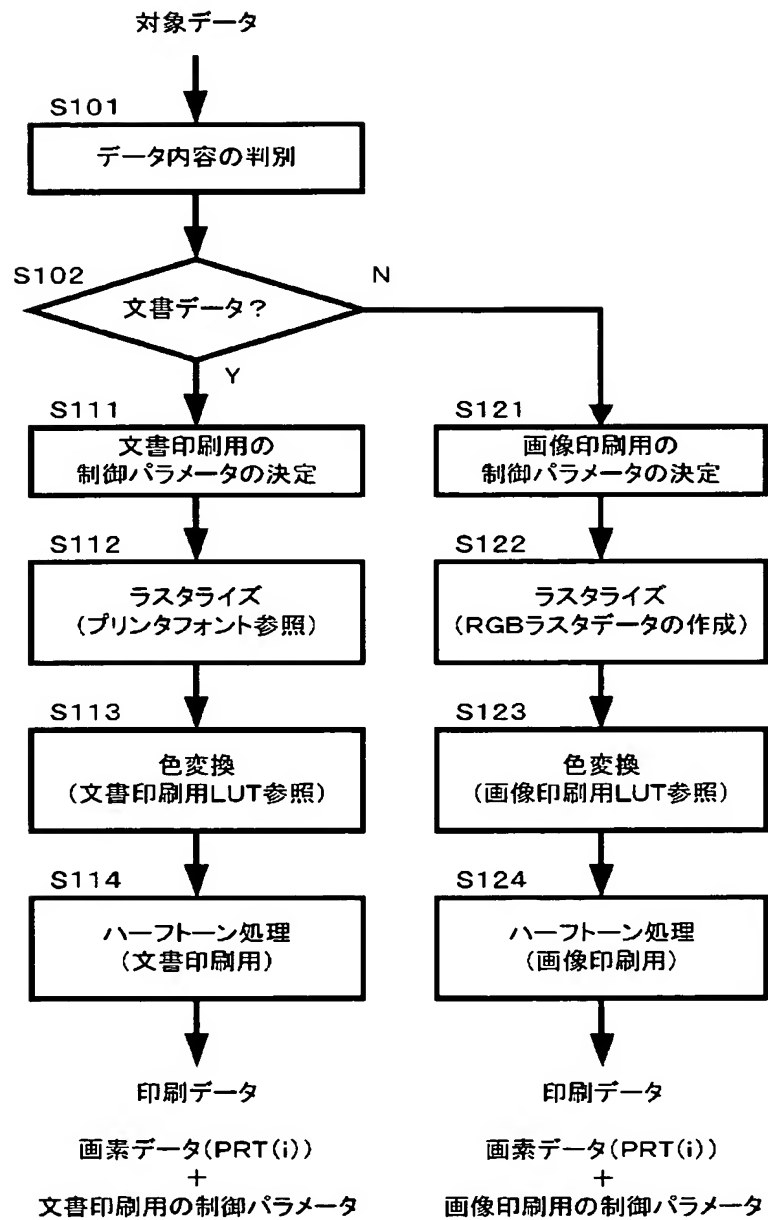 対象データ
S101
データ内容の判別
S102
文書データ?
N
Y
S111
文書印刷用の
制御パラメータの決定
S112
ラスタライズ
(プリンタフォント参照)
S113
色変換
(文書印刷用LUT参照)
S114
ハーフトーン処理
(文書印刷用)
印刷データ
画素データ(PRT(i))
+
文書印刷用の制御パラメータ
S121
画像印刷用の
制御パラメータの決定
S122
ラスタライズ
(RGBラスタデータの作成)
S123
色変換
(画像印刷用LUT参照)
S124
ハーフトーン処理
(画像印刷用)
印刷データ
画素データ(PRT(i))
+
画像印刷用の制御パラメータ